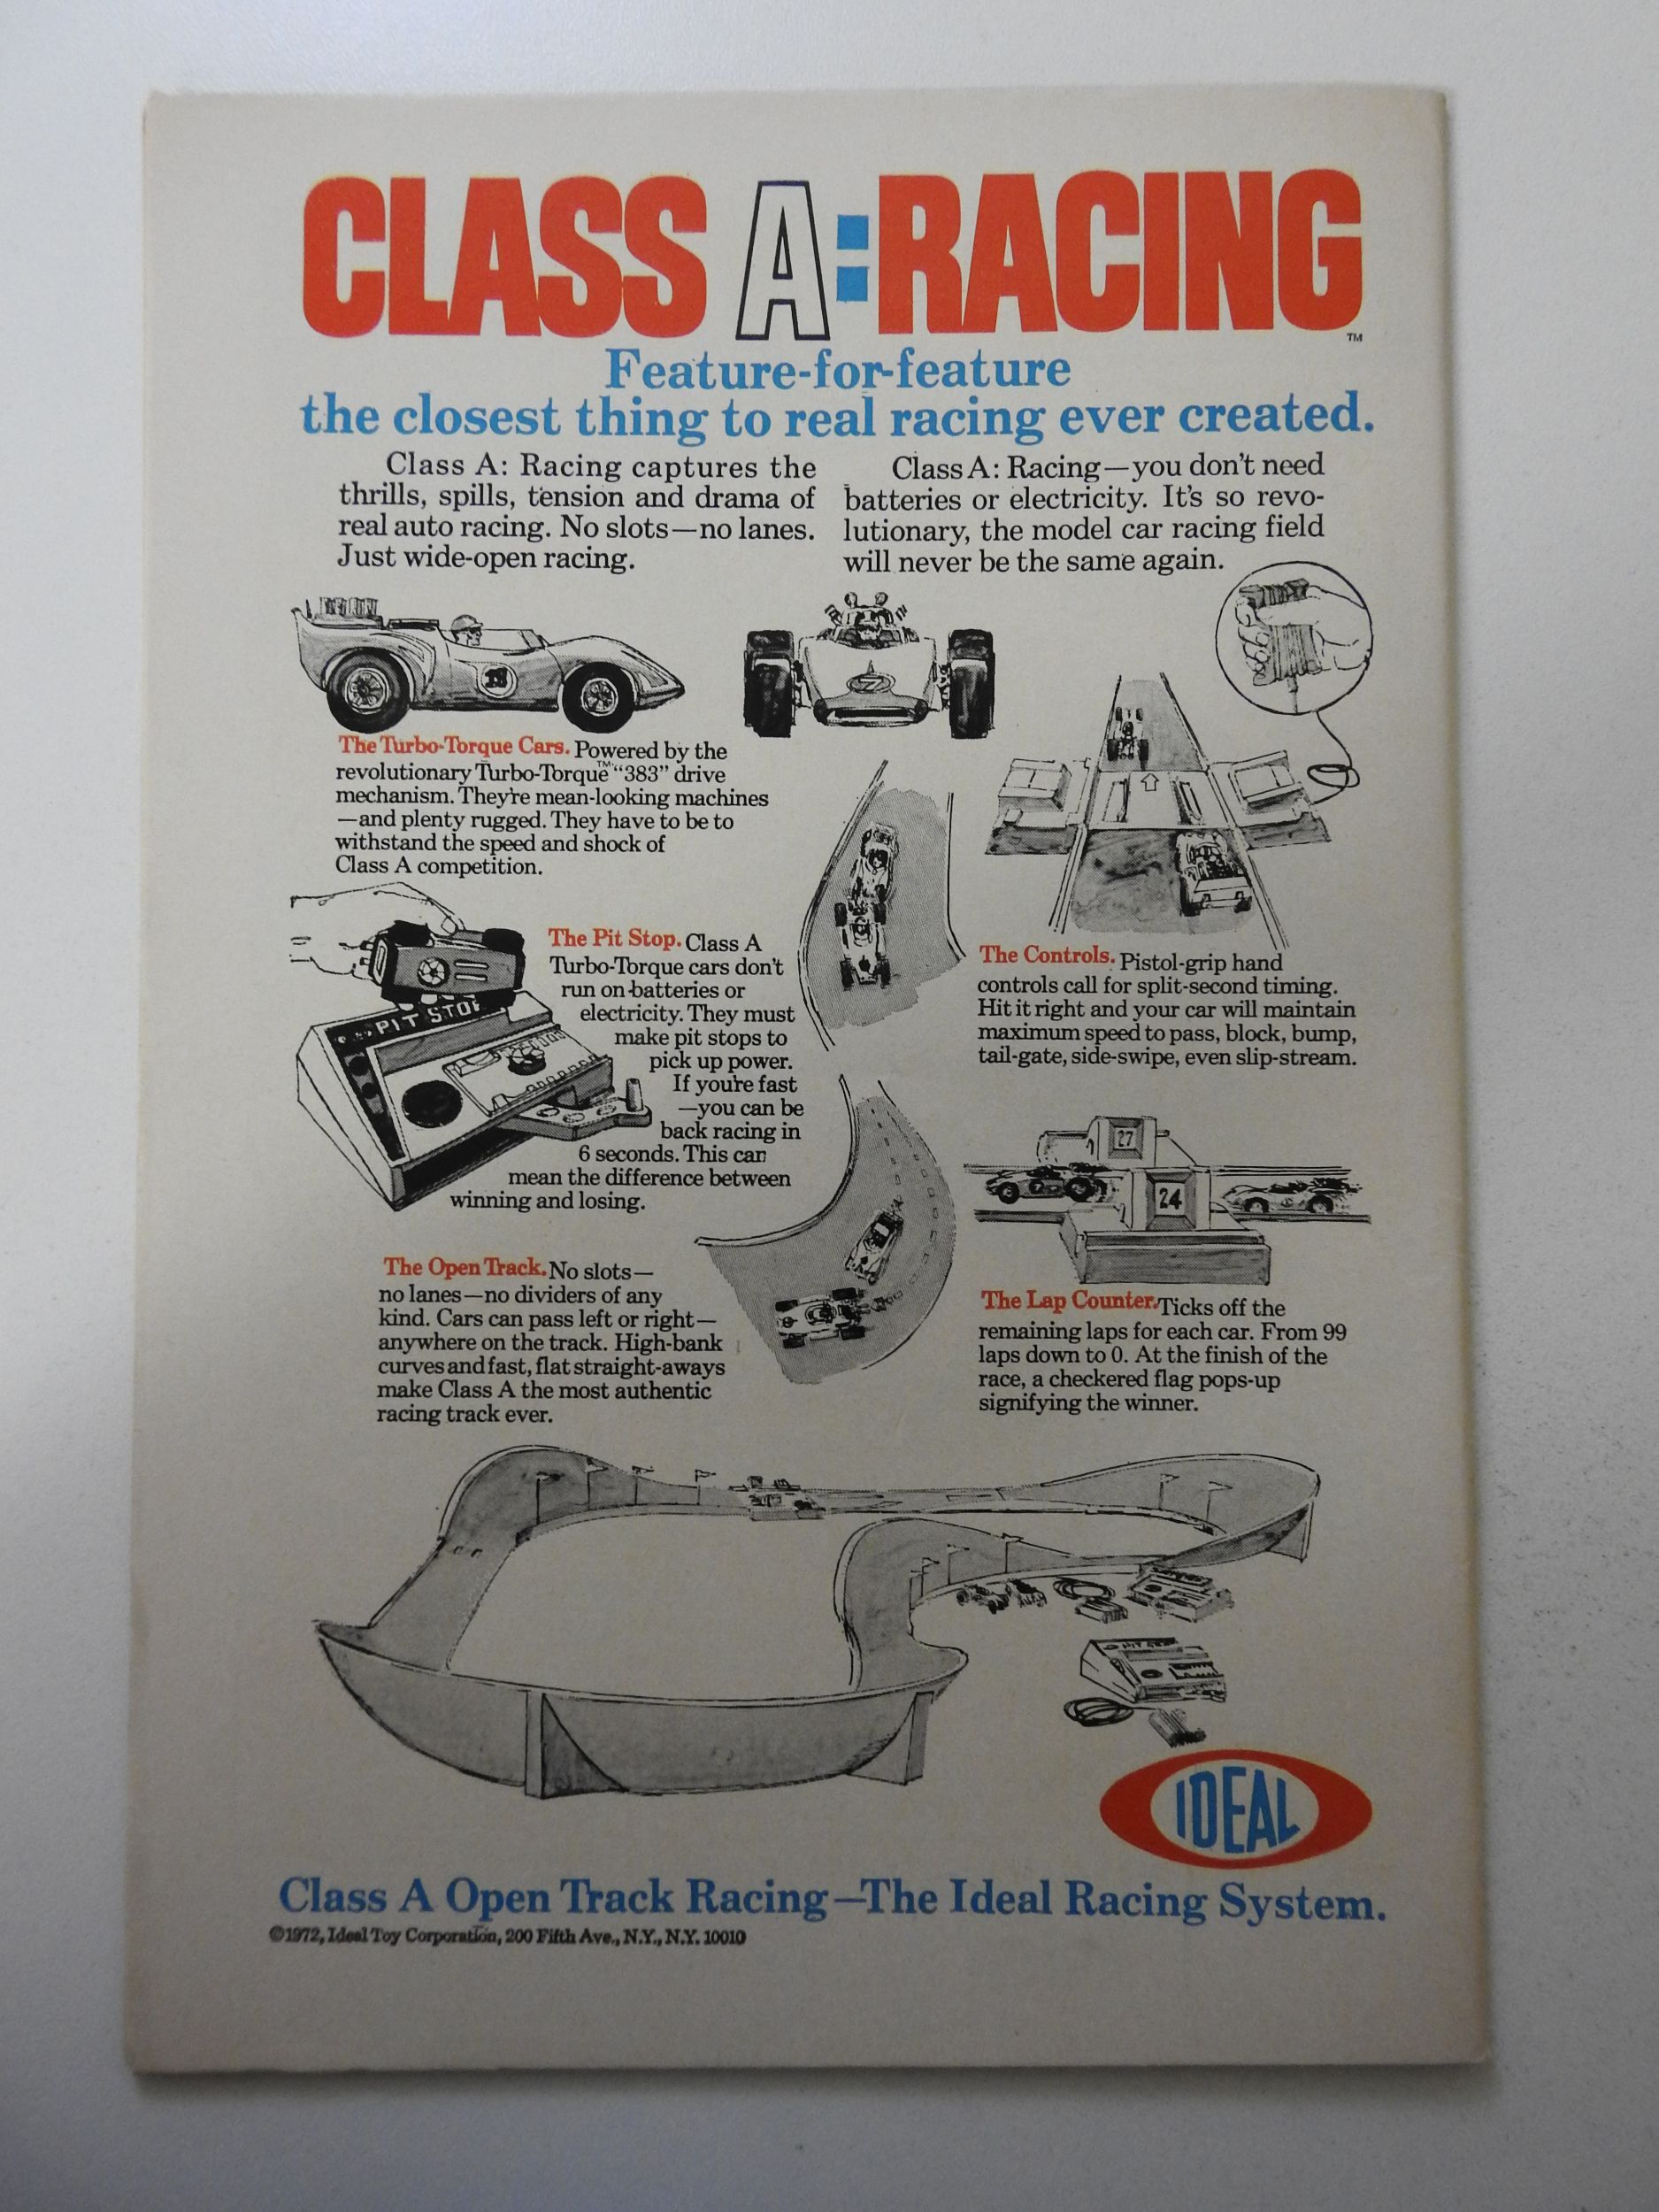 CLASS A:RACING
TM
Feature-for-feature
the closest thing to real racing ever created.
Class A: Racing captures the
thrills, spills, tension and drama of
real auto racing. No slots—no lanes.
Just wide-open racing.
Class A: Racing—you don't need
batteries or electricity. It's so revo-
lutionary, the model car racing field
will never be the same again.
7
The Turbo-Torque Cars. Powered by the
revolutionary Turbo-Torque™ "383" drive
mechanism. They're mean-looking machines
—and plenty rugged. They have to be to
withstand the speed and shock of
Class A competition.
PIT STOP
The Pit Stop. Class A
Turbo-Torque cars don't
run on batteries or
electricity. They must
make pit stops to
pick up power.
If you're fast
—you can be
back racing in
6 seconds. This can
mean the difference between
winning and losing.
The Controls. Pistol-grip hand
controls call for split-second timing.
Hit it right and your car will maintain
maximum speed to pass, block, bump,
tail-gate, side-swipe, even slip-stream.
27
24
The Open Track. No slots—
no lanes—no dividers of any
kind. Cars can pass left or right—
anywhere on the track. High-bank
curves and fast, flat straight-aways
make Class A the most authentic
racing track ever.
The Lap Counter. Ticks off the
remaining laps for each car. From 99
laps down to 0. At the finish of the
race, a checkered flag pops-up
signifying the winner.
IDEAL
Class A Open Track Racing—The Ideal Racing System.
©1972, Ideal Toy Corporation, 200 Fifth Ave., N.Y., N.Y. 10010